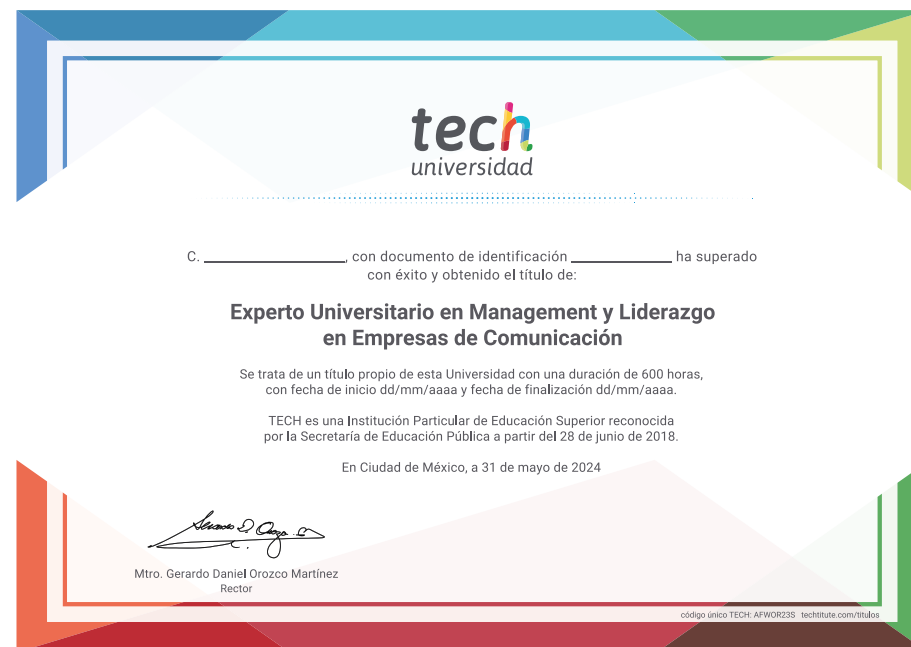 tech
universidad
C. ____________, con documento de identificación ____________ ha superado
con éxito y obtenido el título de:
Experto Universitario en Management y Liderazgo
en Empresas de Comunicación
Se trata de un título propio de esta Universidad con una duración de 600 horas,
con fecha de inicio dd/mm/aaaa y fecha de finalización dd/mm/aaaa.
TECH es una Institución Particular de Educación Superior reconocida
por la Secretaría de Educación Pública a partir del 28 de junio de 2018.
En Ciudad de México, a 31 de mayo de 2024
Mtro. Gerardo Daniel Orozco Martínez
Rector
código único TECH: AFWOR23S techtitute.com/titulos